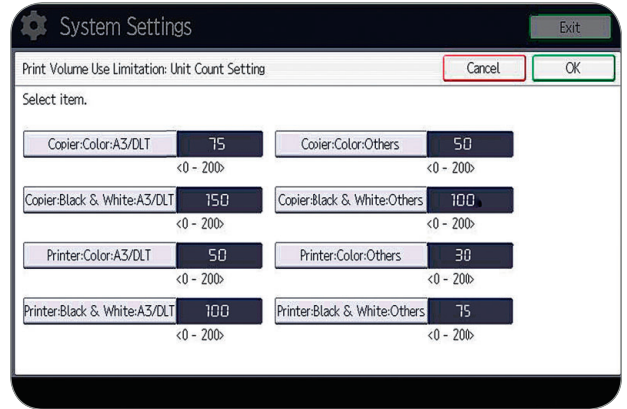 System Settings
Exit
Print Volume Use Limitation: Unit Count Setting
Cancel
OK
Select item.
Copier:Color:A3/DLT 75 Copier:Color:Others 50
<0 - 200> <0 - 200>
Copier:Black & White:A3/DLT 150 Copier:Black & White:Others 100
<0 - 200> <0 - 200>
Printer:Color:A3/DLT 50 Printer:Color:Others 30
<0 - 200> <0 - 200>
Printer:Black & White:A3/DLT 100 Printer:Black & White:Others 75
<0 - 200> <0 - 200>